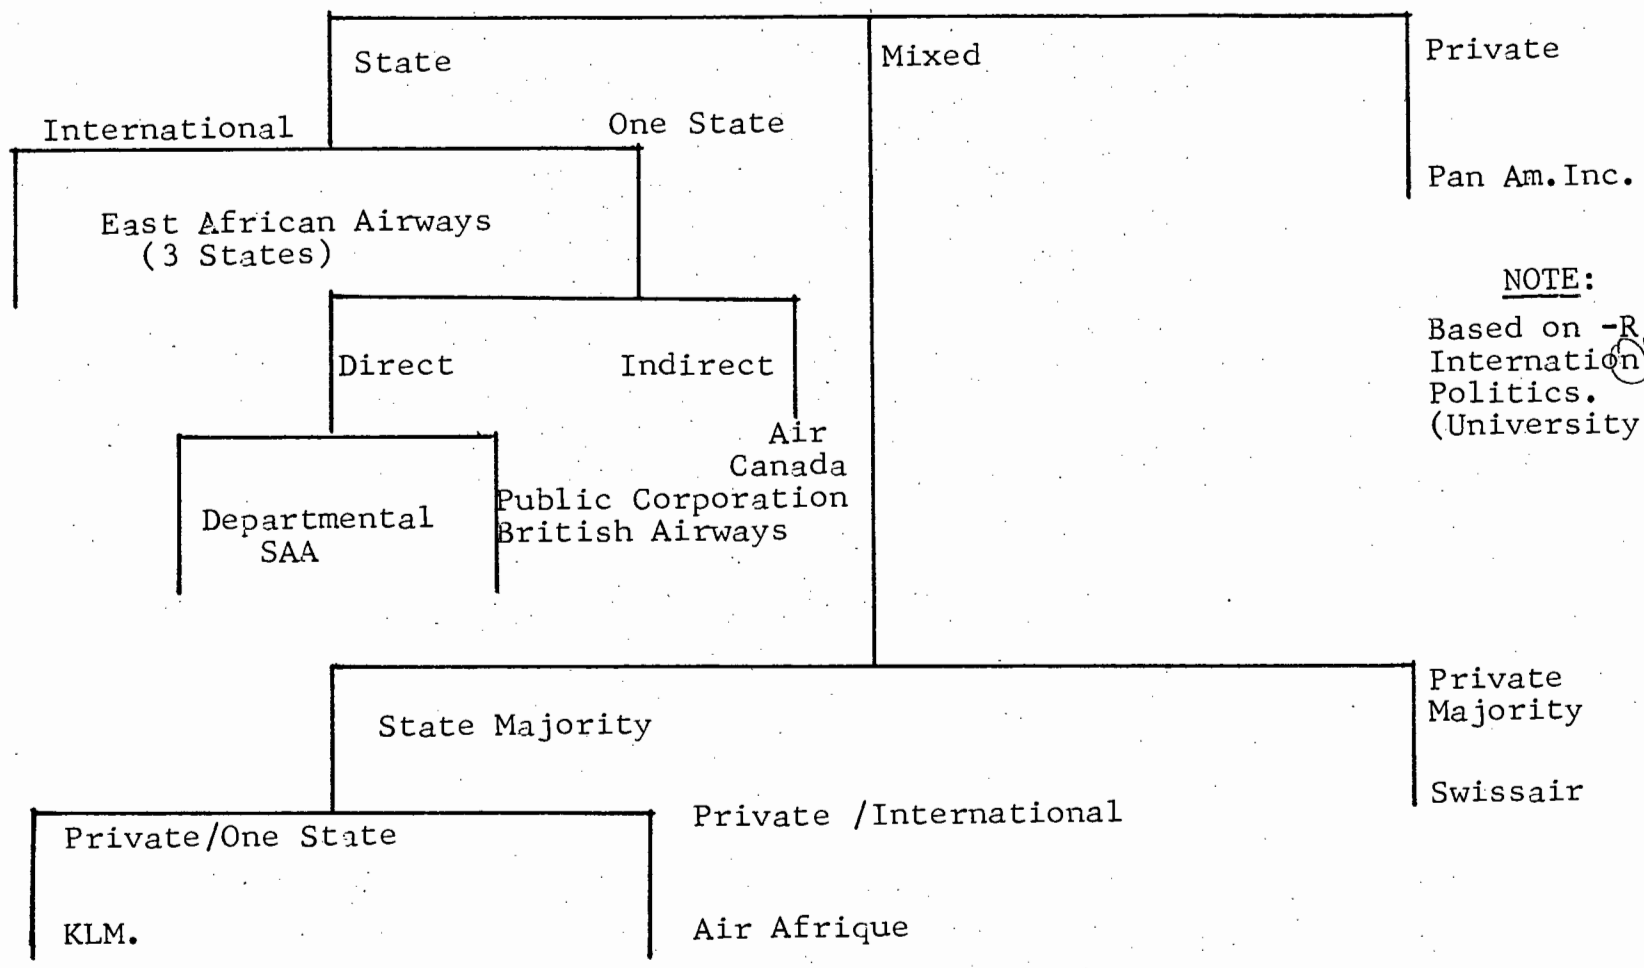 State
Mixed
Private
International
One State
Pan Am.Inc.
East African Airways
(3 States)
NOTE:
Based on -R
Internation
Politics.
(University
Direct
Indirect
Air
Canada
Public Corporation
British Airways
Departmental
SAA
State Majority
Private
Majority
Swissair
Private/One State
Private /International
KLM.
Air Afrique